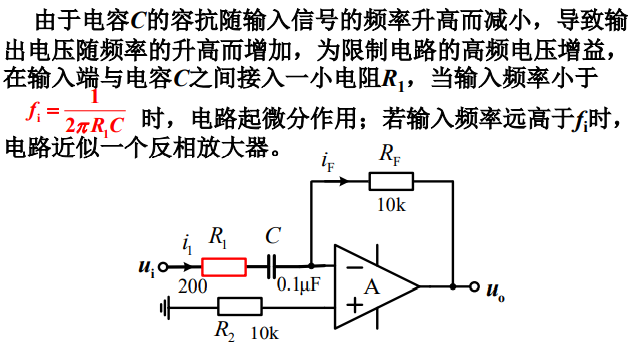 由于电容C的容抗随输入信号的频率升高而减小，导致输
出电压随频率的升高而增加，为限制电路的高频电压增益，
在输入端与电容C之间接入一小电阻R₁，当输入频率小于
fᵢ = 1/(2πR₁C) 时，电路起微分作用；若输入频率远高于fᵢ时，
电路近似一个反相放大器。
i_F R_F
10k
i₁ R₁ C
uᵢ
200 0.1μF
− A + u_o
R₂ 10k